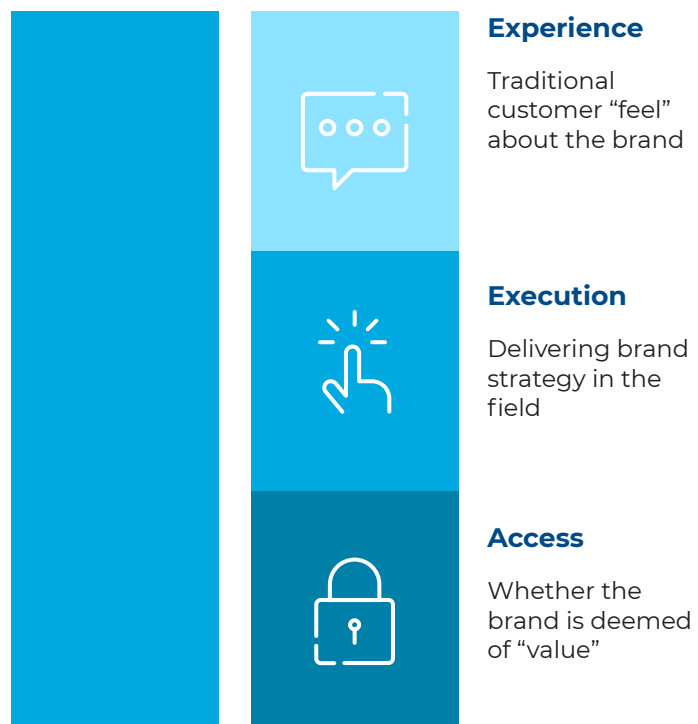 Experience
Traditional
customer “feel”
about the brand
Execution
Delivering brand
strategy in the
field
Access
Whether the
brand is deemed
of “value”